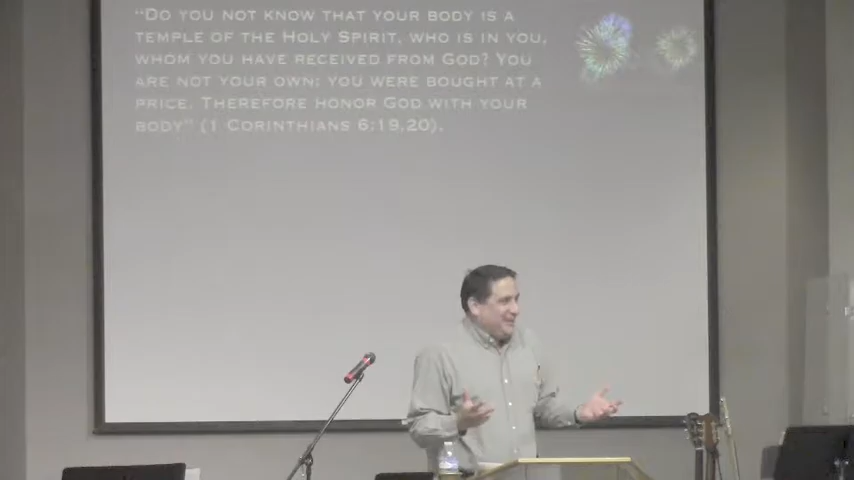 “Do you not know that your body is a
temple of the Holy Spirit, who is in you,
whom you have received from God? You
are not your own; you were bought at a
price. Therefore honor God with your
body” (1 Corinthians 6:19,20).